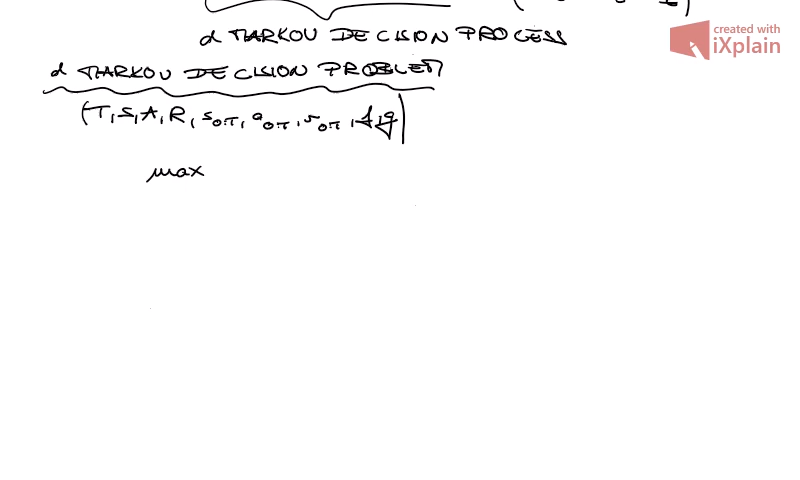 created with
iXplain
d MARKOV DECISION PROCESS
d MARKOV DECISION PROBLEM
(T, S, A, R, s0:T, a0:T, r0:T, f, g)
max